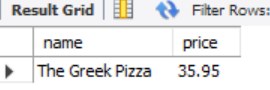 Result Grid Filter Rows:
name price
The Greek Pizza 35.95